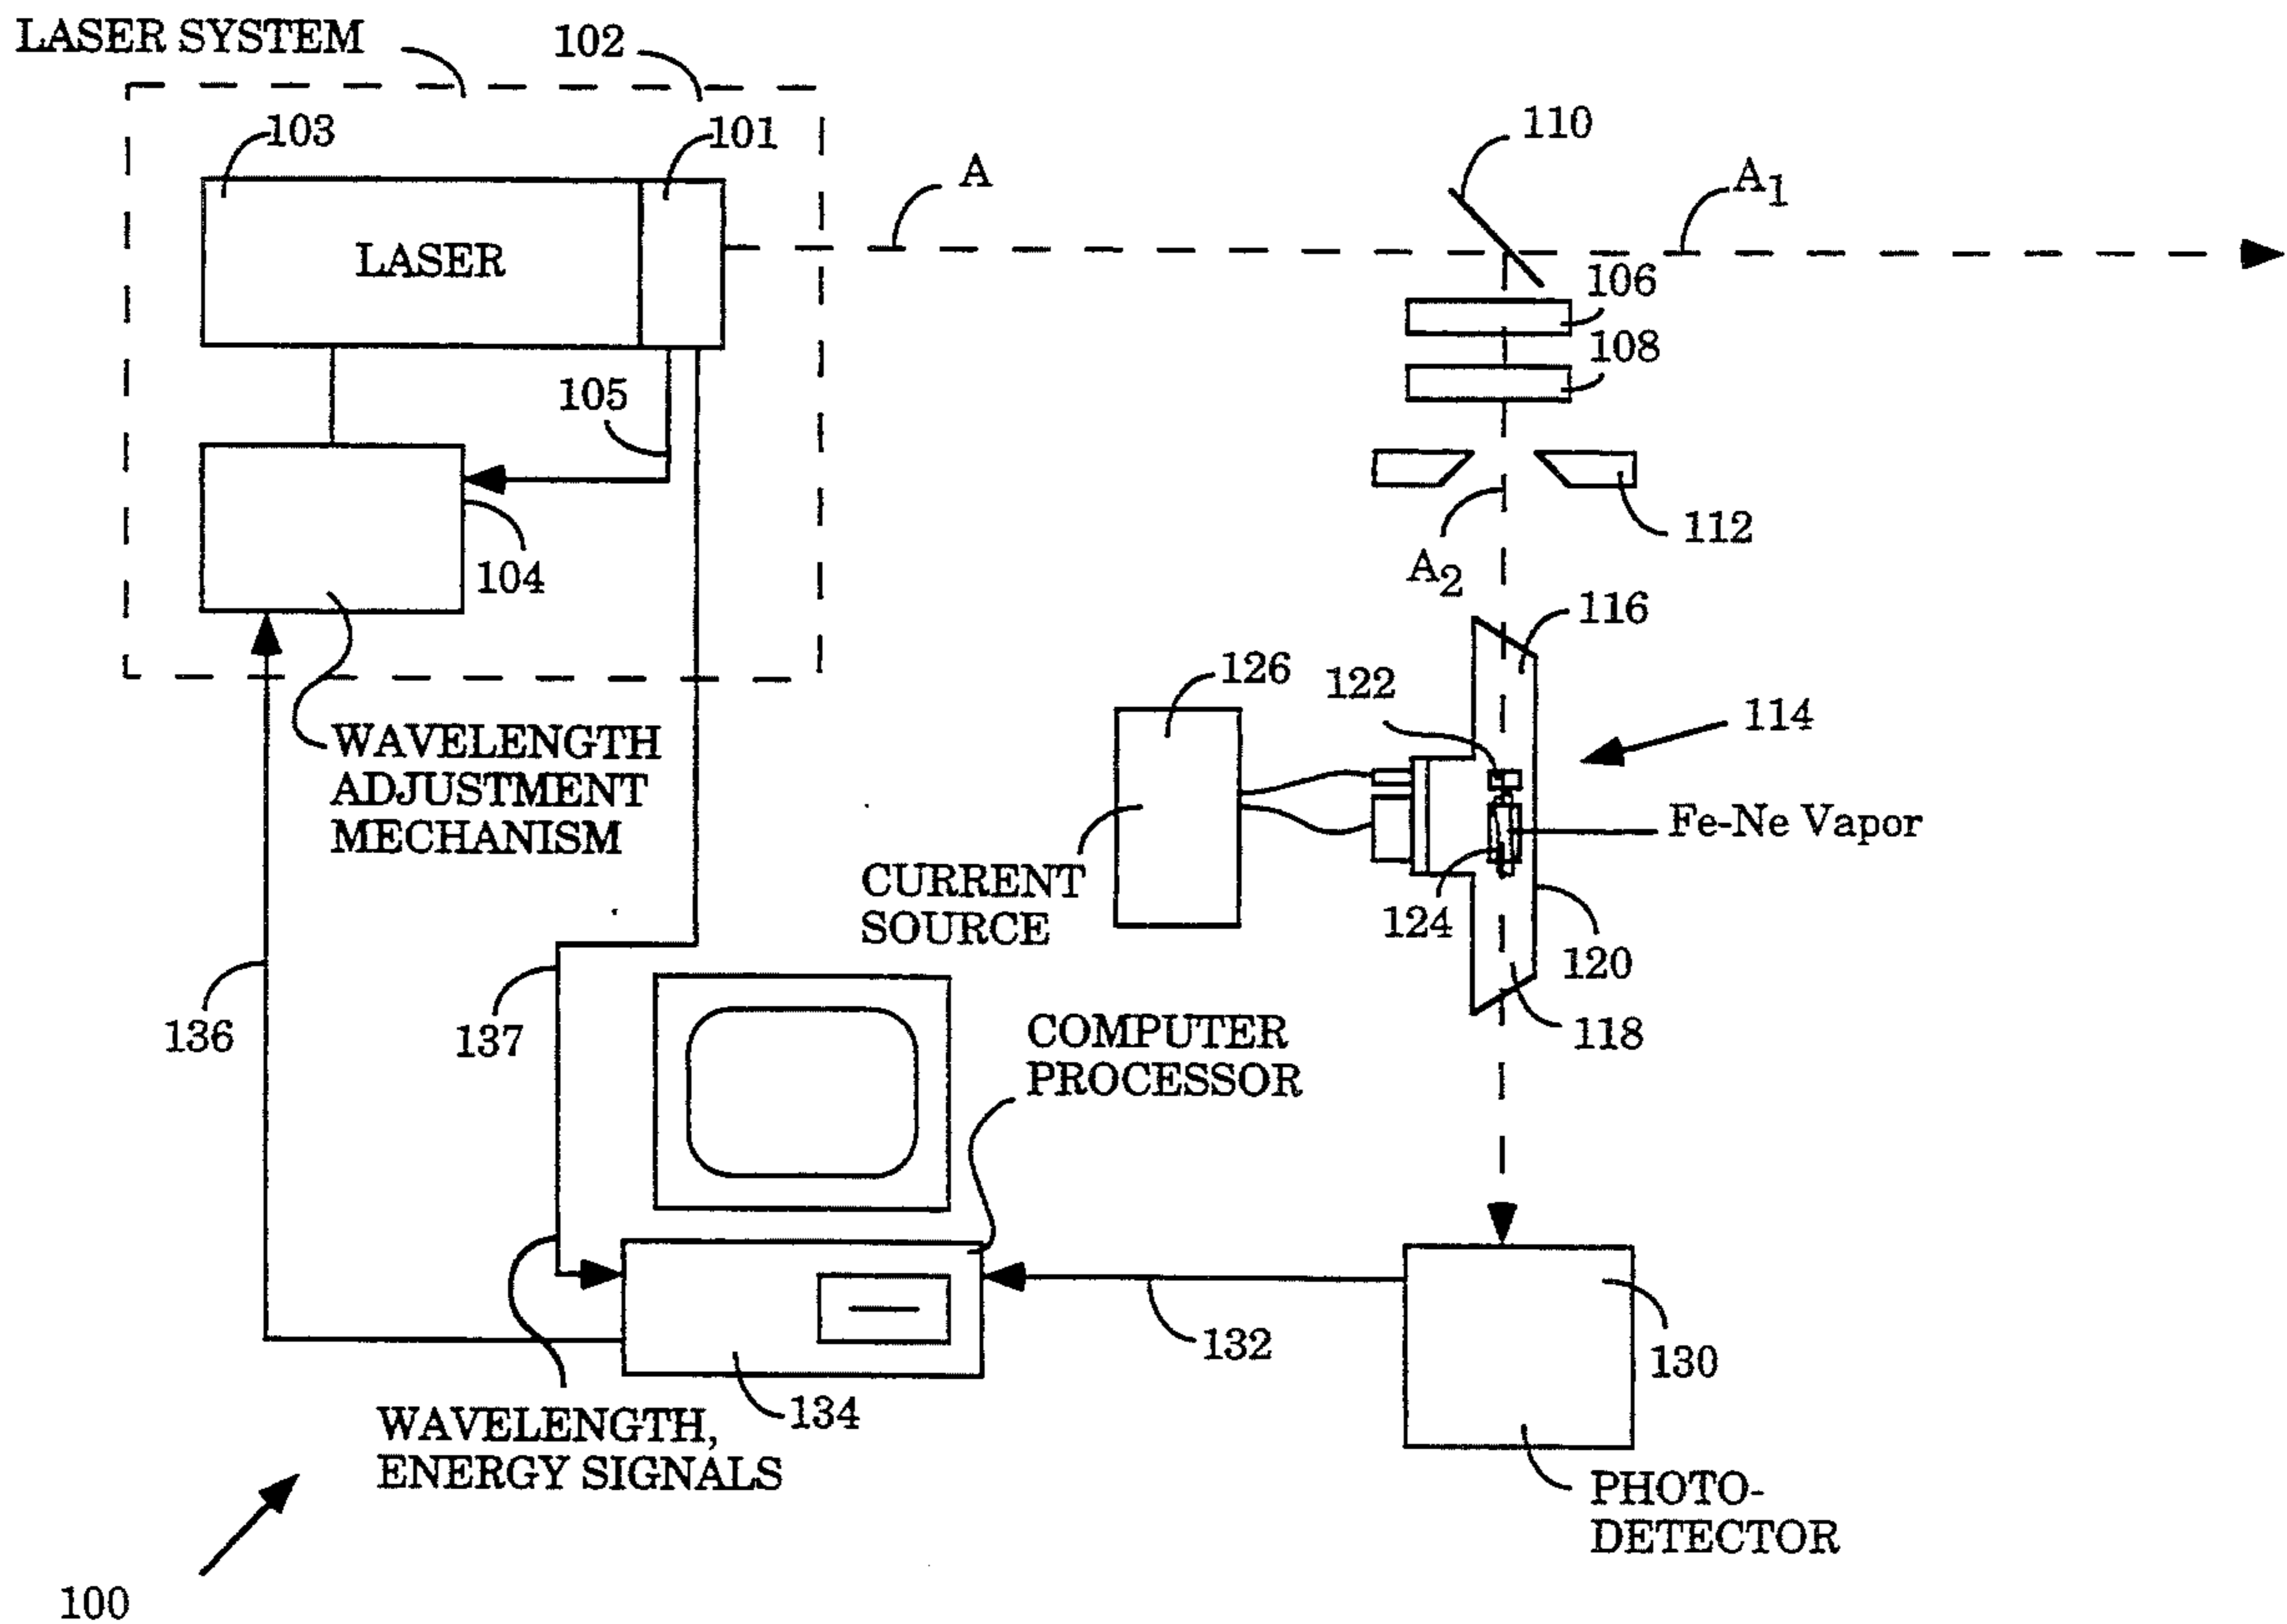 LASER SYSTEM
102
103
101
110
A
A1
LASER
106
108
105
104
112
A2
116
126
122
114
WAVELENGTH
ADJUSTMENT
MECHANISM
Fe-Ne Vapor
CURRENT
SOURCE
124
120
136
137
118
COMPUTER
PROCESSOR
132
130
134
WAVELENGTH,
ENERGY SIGNALS
PHOTO-
DETECTOR
100